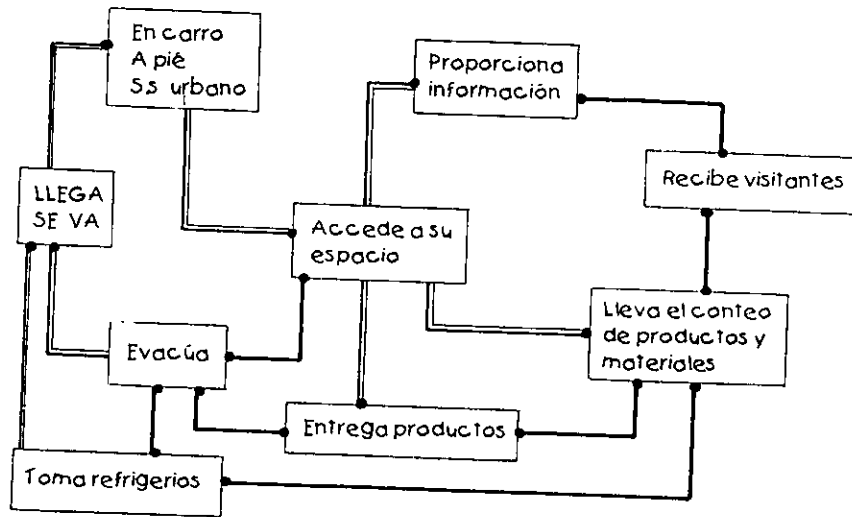 En carro
A pié
Ss urbano
Proporciona
información
Recibe visitantes
LLEGA
SE VA
Accede a su
espacio
Lleva el conteo
de productos y
materiales
Evacúa
Entrega productos
Toma refrigerios